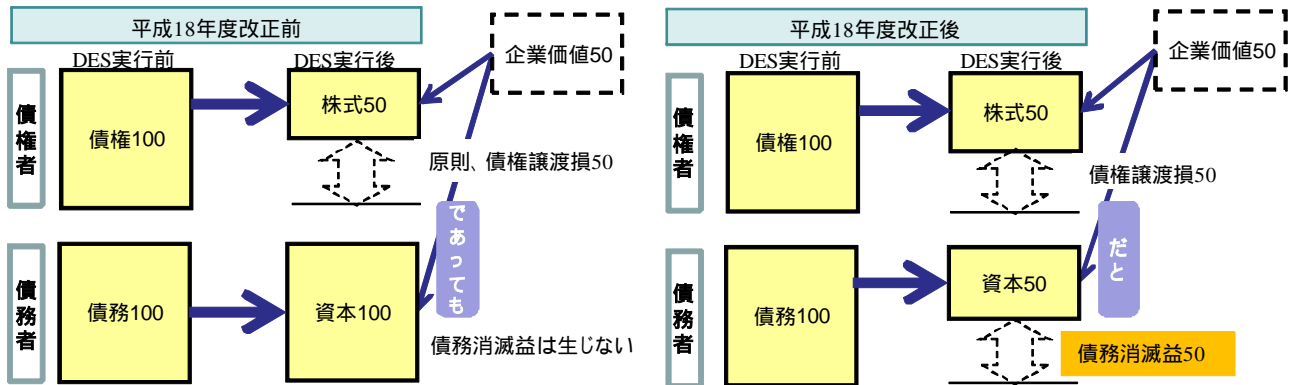 平成18年度改正前
DES実行前
DES実行後
企業価値50
債権者
債権100
株式50
原則、債権譲渡損50
であっても
債務者
債務100
資本100
債務消滅益は生じない
平成18年度改正後
DES実行前
DES実行後
企業価値50
債権者
債権100
株式50
債権譲渡損50
だと
債務者
債務100
資本50
債務消滅益50